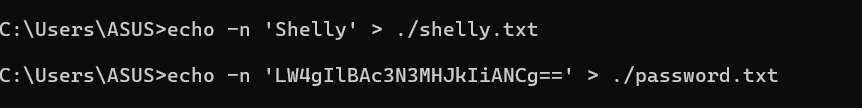 C:\Users\ASUS>echo -n 'Shelly' > ./shelly.txt
C:\Users\ASUS>echo -n 'LW4gIlBAc3N3MHJkIiANCg==' > ./password.txt